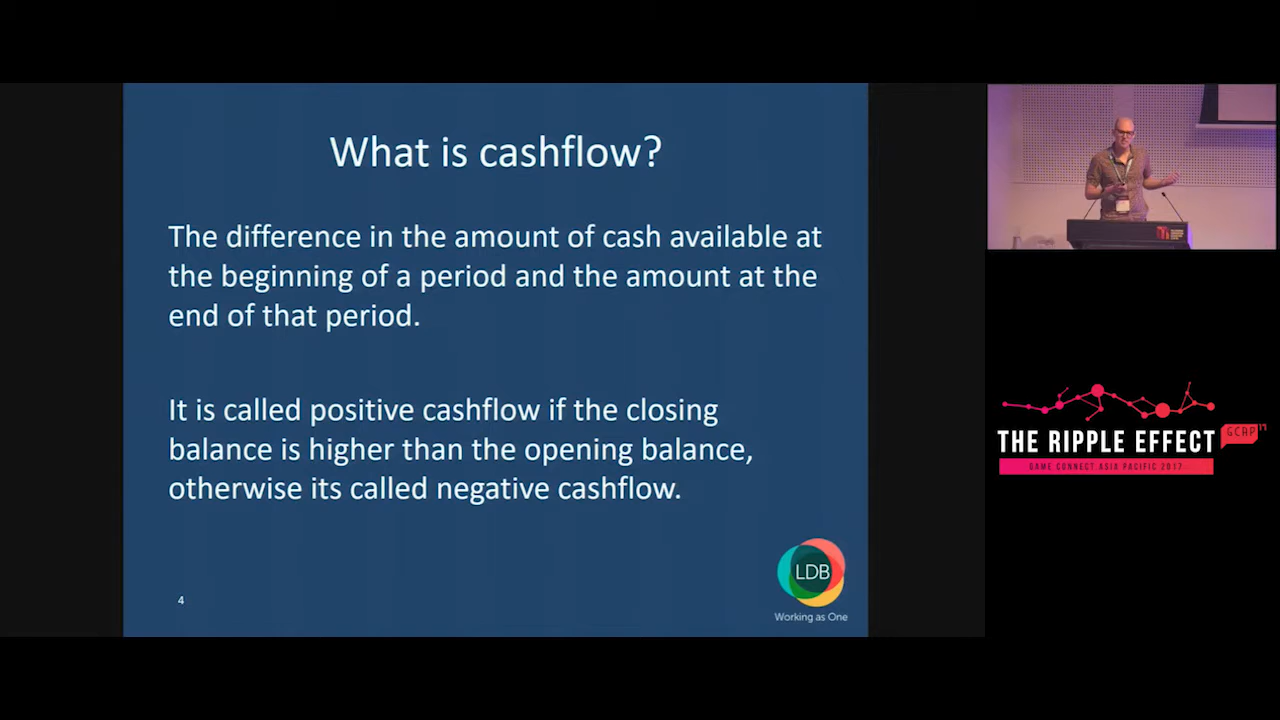 What is cashflow?
The difference in the amount of cash available at
the beginning of a period and the amount at the
end of that period.
It is called positive cashflow if the closing
balance is higher than the opening balance,
otherwise its called negative cashflow.
LDB
Working as One
4
THE RIPPLE EFFECT
GCAP17
GAME CONNECT ASIA PACIFIC 2017